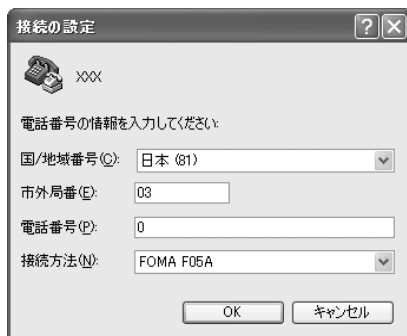 接続の設定
XXX
電話番号の情報を入力してください:
国/地域番号(C): 日本 (81)
市外局番(E): 03
電話番号(P): 0
接続方法(N): FOMA F05A
OK キャンセル